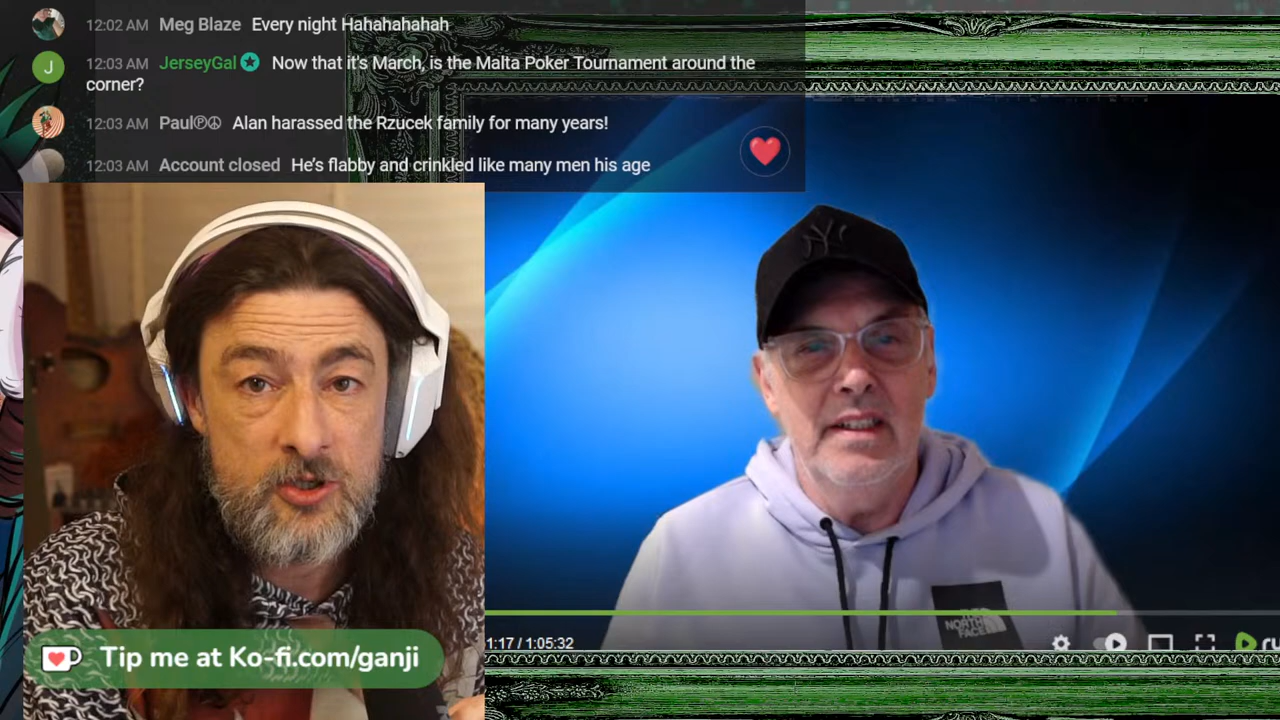 12:02 AM Meg Blaze Every night Hahahahahah
J 12:03 AM JerseyGal Now that it's March, is the Malta Poker Tournament around the
corner?
12:03 AM Paul℗☮ Alan harassed the Rzucek family for many years!
12:03 AM Account closed He's flabby and crinkled like many men his age
NY
THE
NORTH
FACE
1:17 / 1:05:32
Tip me at Ko-fi.com/ganji